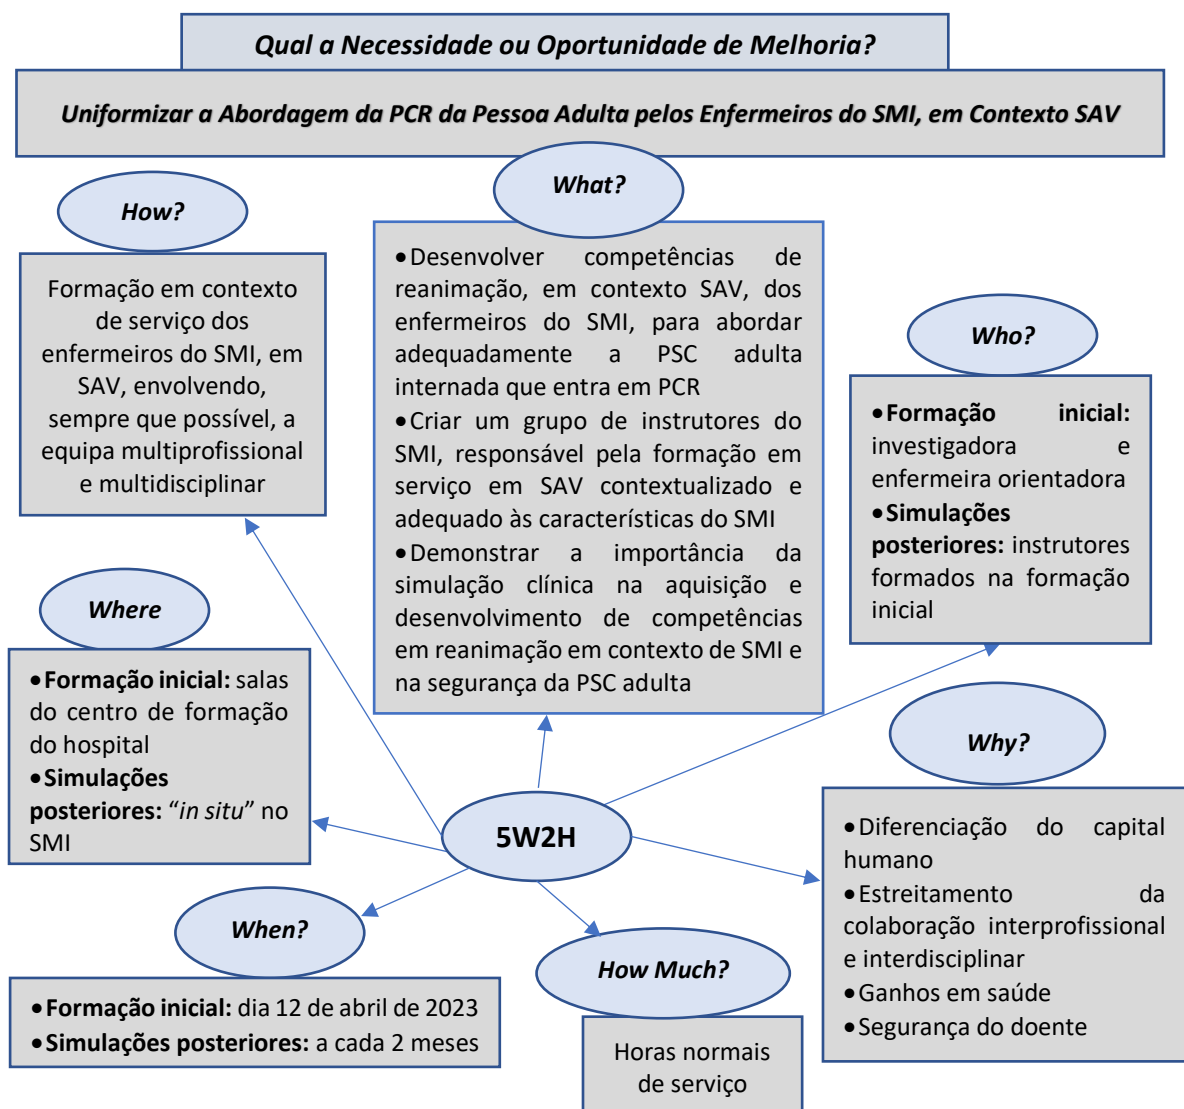 Qual a Necessidade ou Oportunidade de Melhoria?
Uniformizar a Abordagem da PCR da Pessoa Adulta pelos Enfermeiros do SMI, em Contexto SAV
How?
Formação em contexto
de serviço dos
enfermeiros do SMI, em
SAV, envolvendo,
sempre que possível, a
equipa multiprofissional
e multidisciplinar
What?
•Desenvolver competências de
reanimação, em contexto SAV, dos
enfermeiros do SMI, para abordar
adequadamente a PSC adulta
internada que entra em PCR
•Criar um grupo de instrutores do
SMI, responsável pela formação em
serviço em SAV contextualizado e
adequado às características do SMI
•Demonstrar a importância da
simulação clínica na aquisição e
desenvolvimento de competências
em reanimação em contexto de SMI e
na segurança da PSC adulta
Who?
•Formação inicial:
investigadora e
enfermeira orientadora
•Simulações
posteriores: instrutores
formados na formação
inicial
Where
•Formação inicial: salas
do centro de formação
do hospital
•Simulações
posteriores: “in situ” no
SMI
5W2H
Why?
•Diferenciação do capital
humano
•Estreitamento da
colaboração interprofissional
e interdisciplinar
•Ganhos em saúde
•Segurança do doente
When?
•Formação inicial: dia 12 de abril de 2023
•Simulações posteriores: a cada 2 meses
How Much?
Horas normais
de serviço